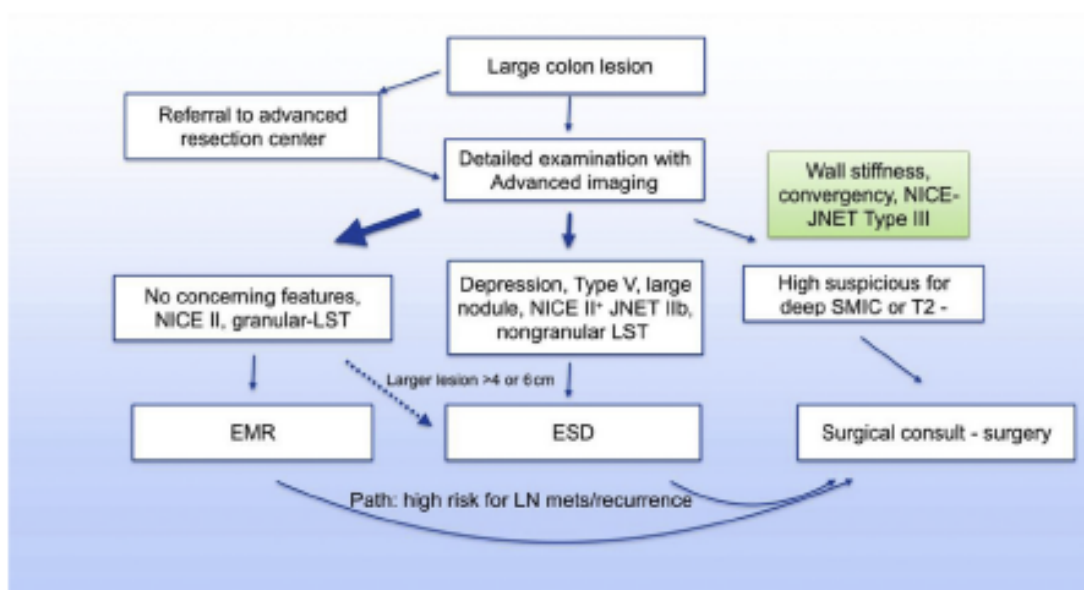 Large colon lesion
Referral to advanced
resection center
Detailed examination with
Advanced imaging
Wall stiffness,
convergency, NICE-
JNET Type III
No concerning features,
NICE II, granular-LST
Depression, Type V, large
nodule, NICE II⁺ JNET IIb,
nongranular LST
High suspicious for
deep SMIC or T2 -
Larger lesion >4 or 6cm
EMR
ESD
Surgical consult - surgery
Path: high risk for LN mets/recurrence